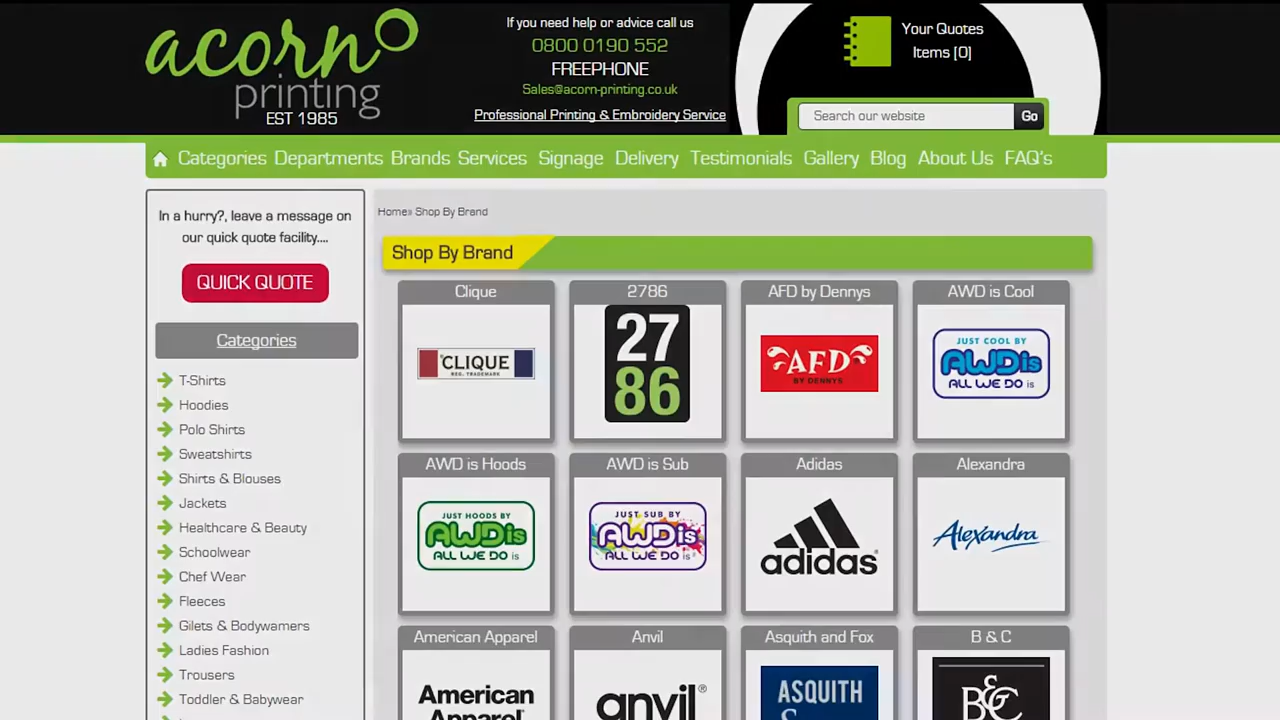 acorn
printing
EST 1985
If you need help or advice call us
0800 0190 552
FREEPHONE
Sales@acorn-printing.co.uk
Professional Printing & Embroidery Service
Your Quotes
Items [0]
Search our website
Go
Categories Departments Brands Services Signage Delivery Testimonials Gallery Blog About Us FAQ's
In a hurry?, leave a message on
our quick quote facility....
QUICK QUOTE
Categories
T-Shirts
Hoodies
Polo Shirts
Sweatshirts
Shirts & Blouses
Jackets
Healthcare & Beauty
Schoolwear
Chef Wear
Fleeces
Gilets & Bodywamers
Ladies Fashion
Trousers
Toddler & Babywear
Home» Shop By Brand
Shop By Brand
Clique
CLIQUE
REG. TRADEMARK
2786
27
86
AFD by Dennys
AFD
BY DENNYS
AWD is Cool
JUST COOL BY
AWDis
ALL WE DO is
AWD is Hoods
JUST HOODS BY
AWDis
ALL WE DO is
AWD is Sub
JUST SUB BY
AWDis
ALL WE DO is
Adidas
adidas
Alexandra
Alexandra
American Apparel
American
Apparel
Anvil
anvil®
Asquith and Fox
ASQUITH
&
B & C
B&C